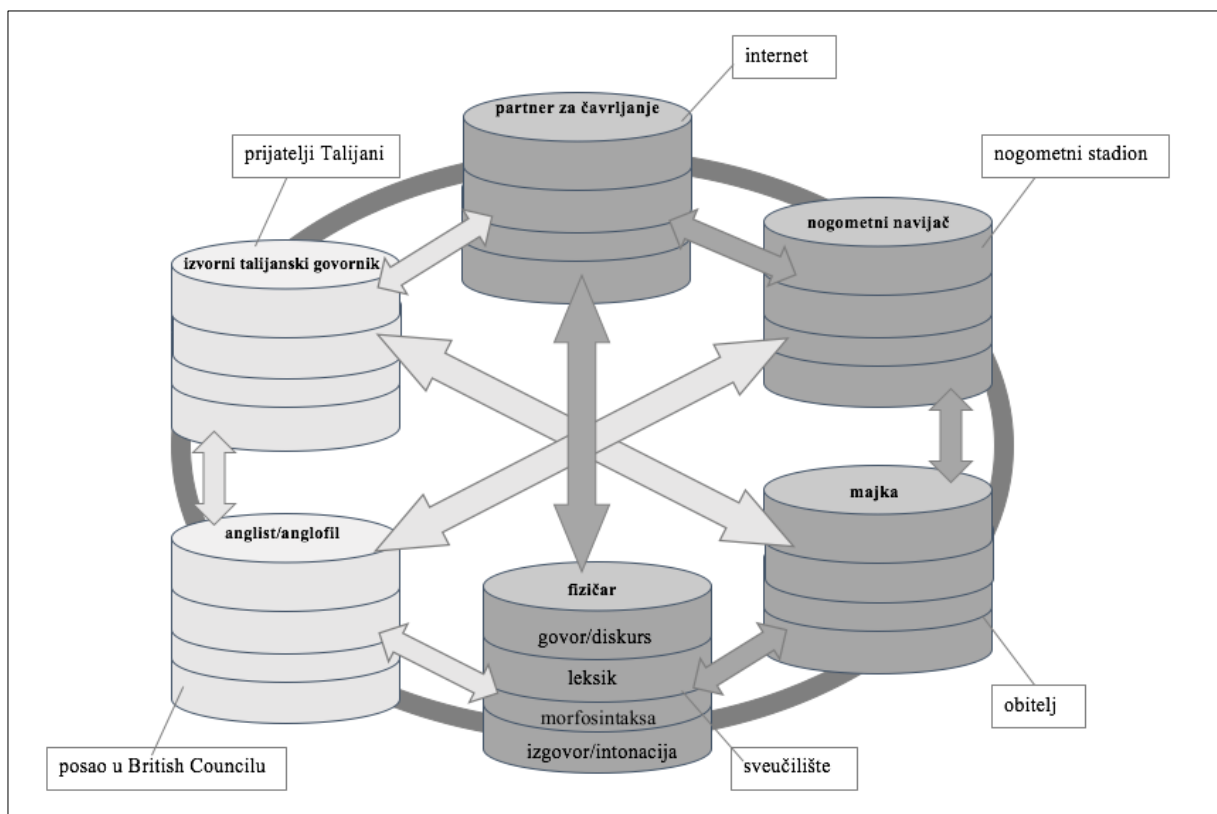 internet
partner za čavrljanje
prijatelji Talijani
nogometni stadion
nogometni navijač
izvorni talijanski govornik
majka
anglist/anglofil
fizičar
govor/diskurs
leksik
morfosintaksa
izgovor/intonacija
obitelj
posao u British Councilu
sveučilište